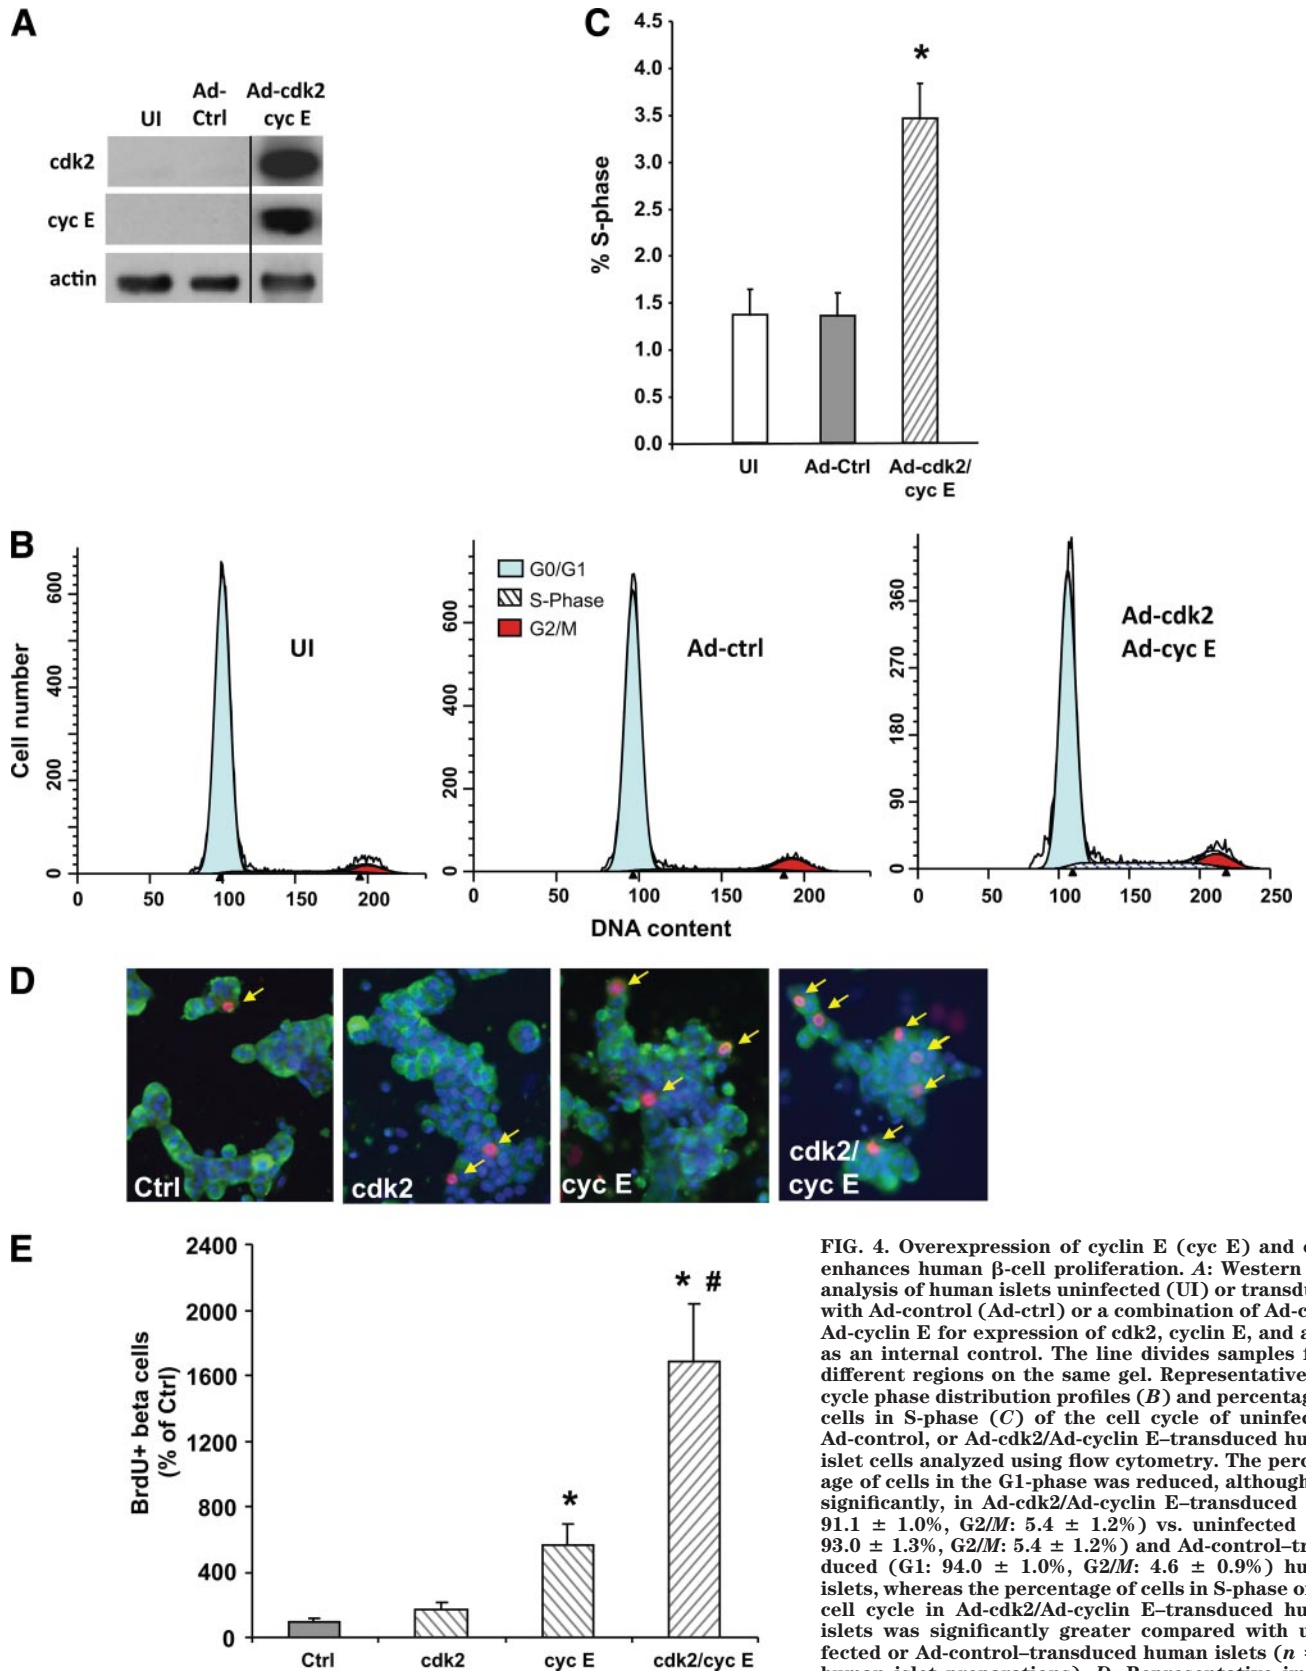 A
Ad-
Ad-cdk2
UI
Ctrl
cyc E
cdk2
cyc E
actin
C
4.5
4.0
3.5
3.0
2.5
2.0
1.5
1.0
0.5
0.0
% S-phase
*
UI
Ad-Ctrl
Ad-cdk2/
cyc E
B
Cell number
600
400
200
0
0 50 100 150 200
UI
600
400
200
0
0 50 100 150 200
G0/G1
S-Phase
G2/M
Ad-ctrl
360
270
180
90
0
0 50 100 150 200 250
Ad-cdk2
Ad-cyc E
DNA content
D
Ctrl
cdk2
cyc E
cdk2/
cyc E
E
2400
2000
1600
1200
800
400
0
BrdU+ beta cells
(% of Ctrl)
*
* #
Ctrl
cdk2
cyc E
cdk2/cyc E
FIG. 4. Overexpression of cyclin E (cyc E) and
enhances human β-cell proliferation. A: Western
analysis of human islets uninfected (UI) or
with Ad-control (Ad-ctrl) or a combination of
Ad-cyclin E for expression of cdk2, cyclin E, and
as an internal control. The line divides samples
different regions on the same gel. Representative
cycle phase distribution profiles (B) and
cells in S-phase (C) of the cell cycle of
Ad-control, or Ad-cdk2/Ad-cyclin E–transduced
islet cells analyzed using flow cytometry. The
age of cells in the G1-phase was reduced, although
significantly, in Ad-cdk2/Ad-cyclin E–transduced
91.1 ± 1.0%, G2/M: 5.4 ± 1.2%) vs. uninfected
93.0 ± 1.3%, G2/M: 5.4 ± 1.2%) and
duced (G1: 94.0 ± 1.0%, G2/M: 4.6 ± 0.9%)
islets, whereas the percentage of cells in S-phase
cell cycle in Ad-cdk2/Ad-cyclin E–transduced
islets was significantly greater compared with
fected or Ad-control–transduced human islets (n